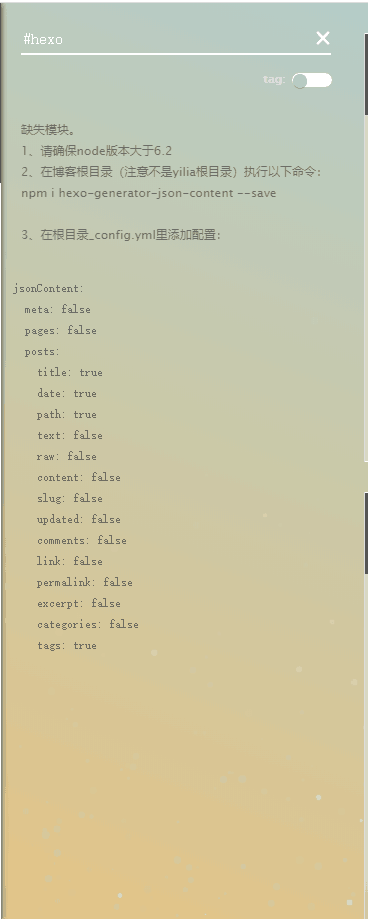 #hexo
tag:
缺失模块。
1、请确保node版本大于6.2
2、在博客根目录（注意不是yilia根目录）执行以下命令：
npm i hexo-generator-json-content --save
3、在根目录_config.yml里添加配置：
jsonContent:
meta: false
pages: false
posts:
title: true
date: true
path: true
text: false
raw: false
content: false
slug: false
updated: false
comments: false
link: false
permalink: false
excerpt: false
categories: false
tags: true